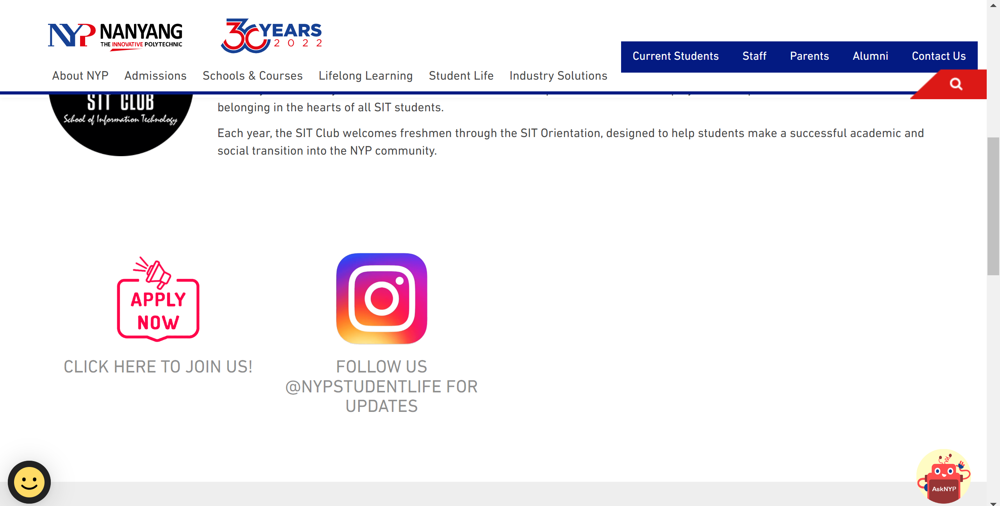 NYP NANYANG
THE INNOVATIVE POLYTECHNIC
30 YEARS
2022
Current Students Staff Parents Alumni Contact Us
About NYP Admissions Schools & Courses Lifelong Learning Student Life Industry Solutions
SIT CLUB
School of Information Technology
belonging in the hearts of all SIT students.
Each year, the SIT Club welcomes freshmen through the SIT Orientation, designed to help students make a successful academic and
social transition into the NYP community.
APPLY
NOW
CLICK HERE TO JOIN US!
FOLLOW US
@NYPSTUDENTLIFE FOR
UPDATES
AskNYP